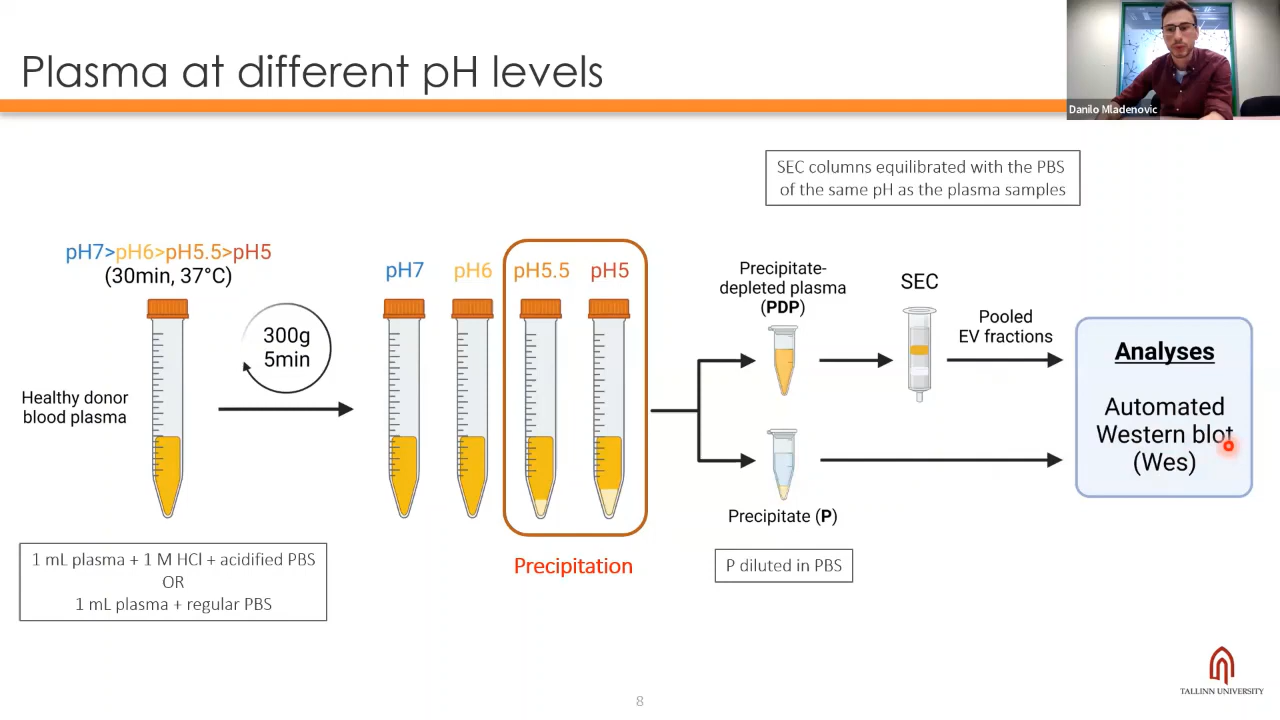 Plasma at different pH levels
Danilo Mladenovic
SEC columns equilibrated with the PBS
of the same pH as the plasma samples
pH7>pH6>pH5.5>pH5
(30min, 37°C)
300g
5min
Healthy donor
blood plasma
1 mL plasma + 1 M HCl + acidified PBS
OR
1 mL plasma + regular PBS
pH7
pH6
pH5.5
pH5
Precipitation
Precipitate-
depleted plasma
(PDP)
SEC
Pooled
EV fractions
Precipitate (P)
P diluted in PBS
Analyses
Automated
Western blot
(Wes)
TALLINN UNIVERSITY
8